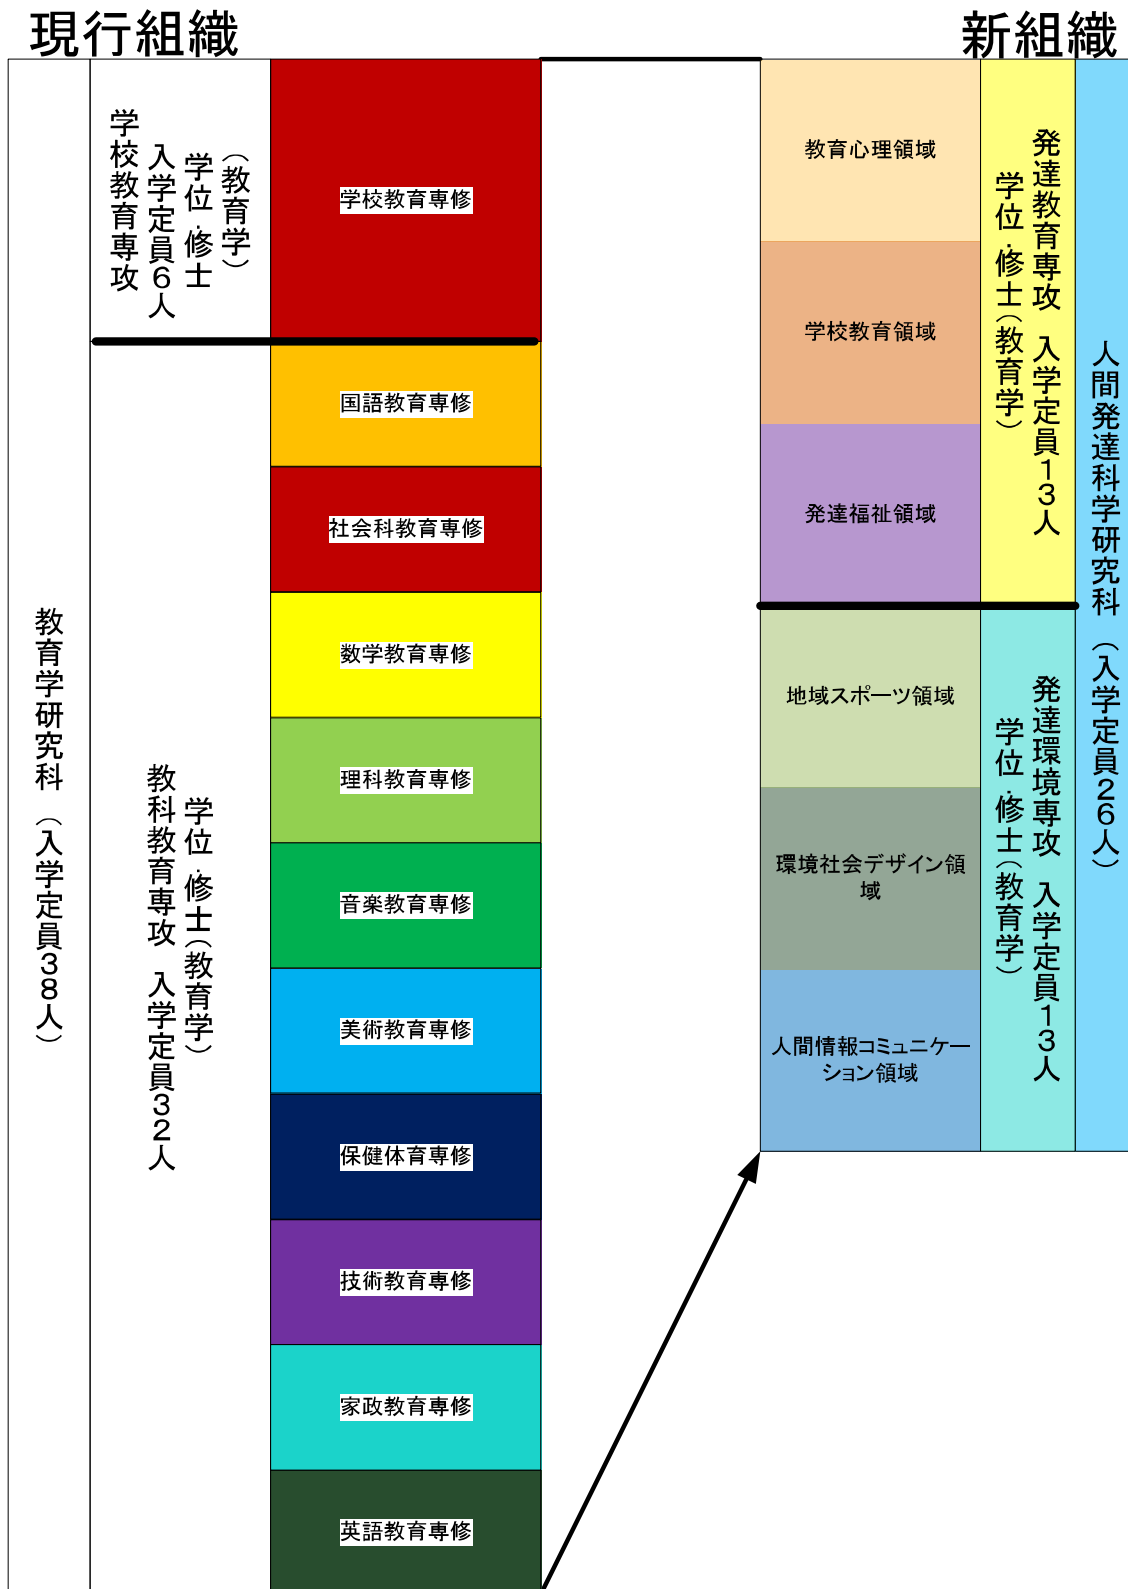 現行組織
新組織
教育学研究科 （入学定員３８人）
学校教育専攻
入学定員６人
学位：修士
（教育学）
教科教育専攻 入学定員３２人
学位：修士（教育学）
学校教育専修
国語教育専修
社会科教育専修
数学教育専修
理科教育専修
音楽教育専修
美術教育専修
保健体育専修
技術教育専修
家政教育専修
英語教育専修
教育心理領域
学校教育領域
発達福祉領域
地域スポーツ領域
環境社会デザイン領
域
人間情報コミュニケー
ション領域
発達教育専攻 入学定員１３人
学位：修士（教育学）
発達環境専攻 入学定員１３人
学位：修士（教育学）
人間発達科学研究科 （入学定員２６人）